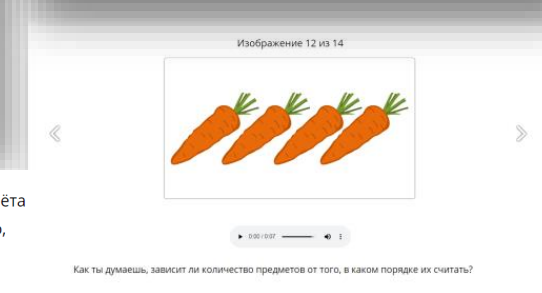 Изображение 12 из 14
0:00 / 0:07
ёта
о,
Как ты думаешь, зависит ли количество предметов от того, в каком порядке их считать?